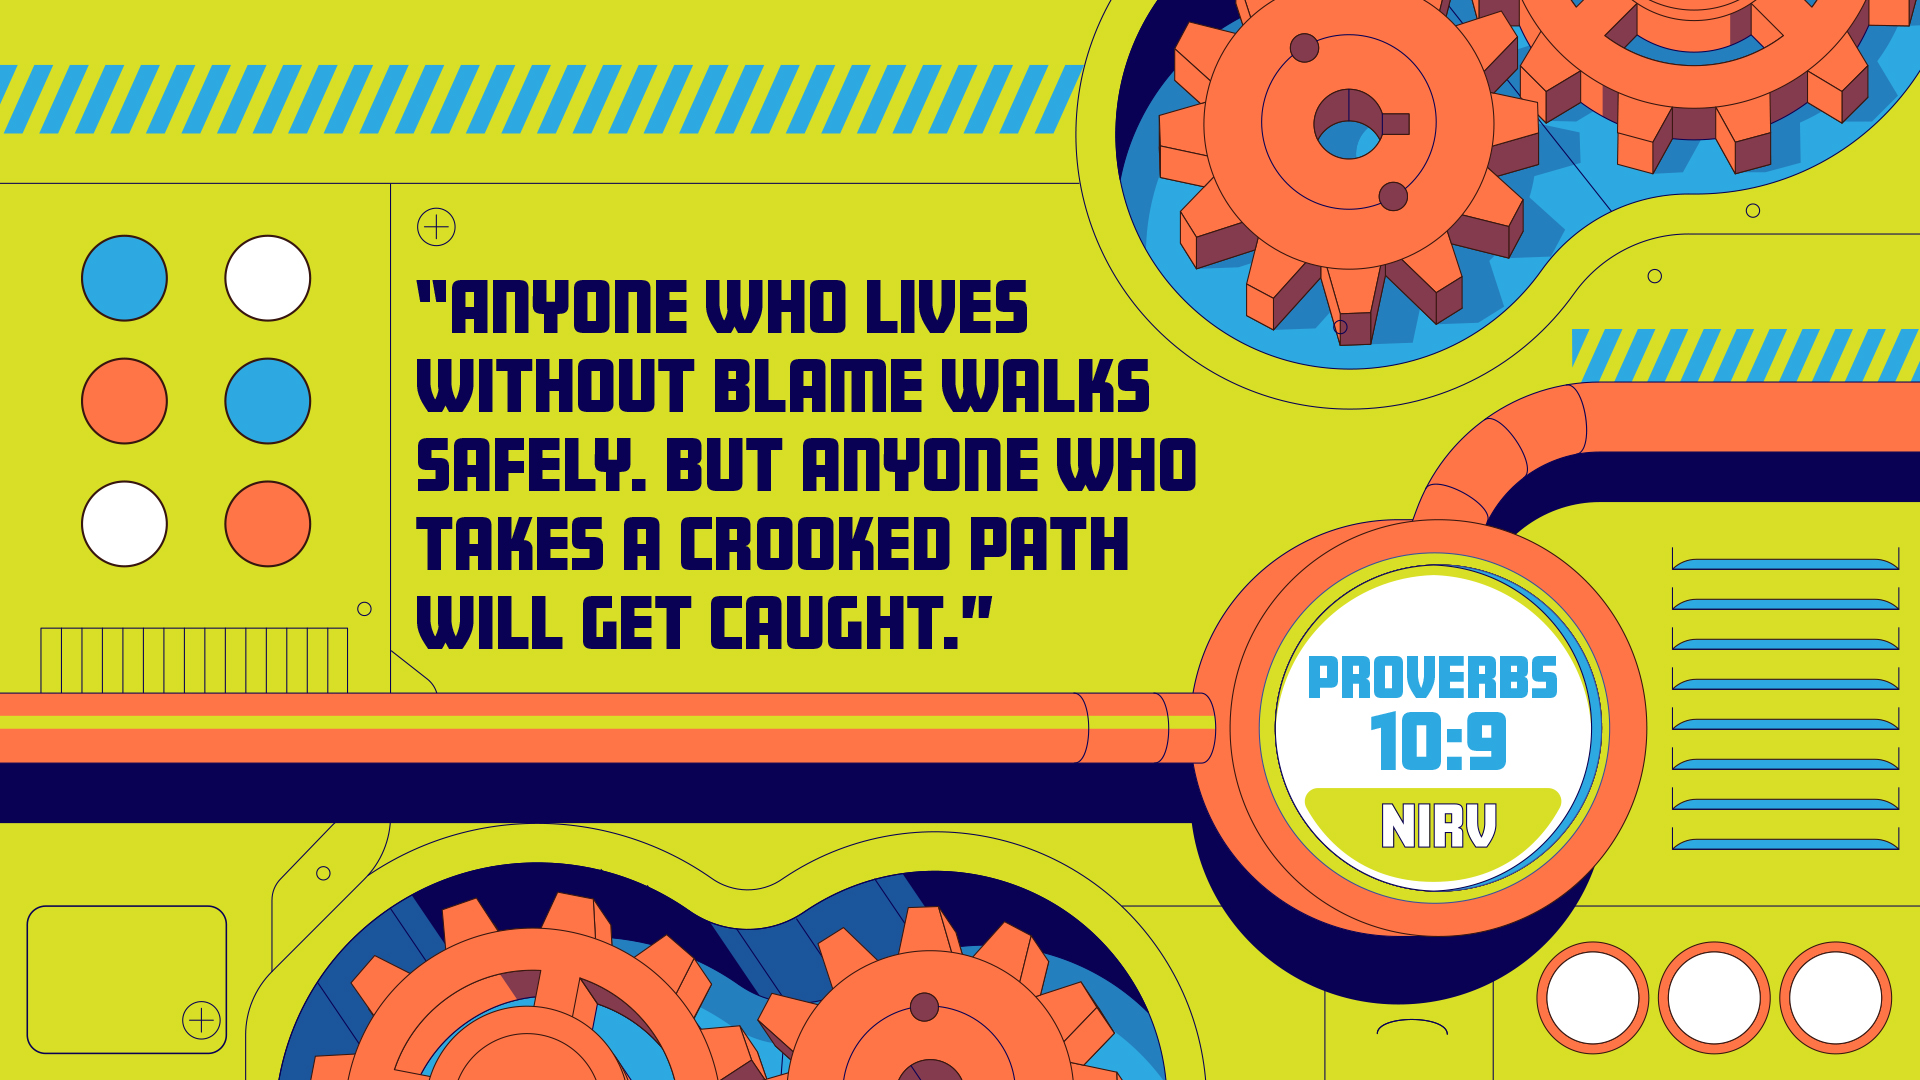 "ANYONE WHO LIVES
WITHOUT BLAME WALKS
SAFELY. BUT ANYONE WHO
TAKES A CROOKED PATH
WILL GET CAUGHT."
PROVERBS
10:9
NIRV